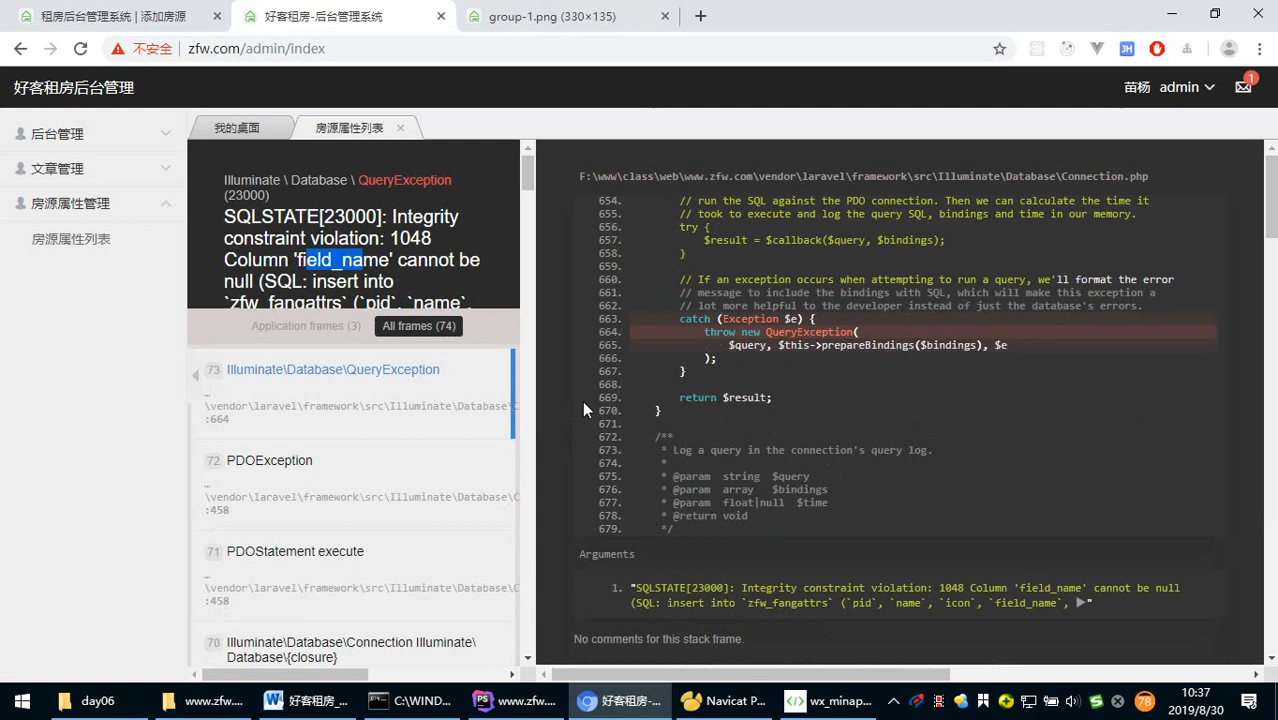 租房后台管理系统 | 添加房源
好客租房-后台管理系统
group-1.png (330×135)
不安全
zfw.com/admin/index
JH
好客租房后台管理
苗杨
admin
1
后台管理
文章管理
房源属性管理
房源属性列表
我的桌面
房源属性列表
Illuminate \ Database \ QueryException
(23000)
SQLSTATE[23000]: Integrity
constraint violation: 1048
Column 'field_name' cannot be
null (SQL: insert into
`zfw_fangattrs` (`pid`, `name`,
Application frames (3)
All frames (74)
73 Illuminate\Database\QueryException
…
\vendor\laravel\framework\src\Illuminate\Database\C
:664
72 PDOException
…
\vendor\laravel\framework\src\Illuminate\Database\C
:458
71 PDOStatement execute
…
\vendor\laravel\framework\src\Illuminate\Database\C
:458
70 Illuminate\Database\Connection Illuminate\
Database\{closure}
F:\www\class\web\www.zfw.com\vendor\laravel\framework\src\Illuminate\Database\Connection.php
654. // run the SQL against the PDO connection. Then we can calculate the time it
655. // took to execute and log the query SQL, bindings and time in our memory.
656. try {
657. $result = $callback($query, $bindings);
658. }
659.
660. // If an exception occurs when attempting to run a query, we'll format the error
661. // message to include the bindings with SQL, which will make this exception a
662. // lot more helpful to the developer instead of just the database's errors.
663. catch (Exception $e) {
664. throw new QueryException(
665. $query, $this->prepareBindings($bindings), $e
666. );
667. }
668.
669. return $result;
670. }
671.
672. /**
673. * Log a query in the connection's query log.
674. *
675. * @param string $query
676. * @param array $bindings
677. * @param float|null $time
678. * @return void
679. */
Arguments
1. "SQLSTATE[23000]: Integrity constraint violation: 1048 Column 'field_name' cannot be null
(SQL: insert into `zfw_fangattrs` (`pid`, `name`, `icon`, `field_name`, ▶"
No comments for this stack frame.
day06
www.zfw....
好客租房_...
C:\WIND...
www.zfw....
好客租房-...
Navicat P...
wx_minap...
78
10:37
2019/8/30